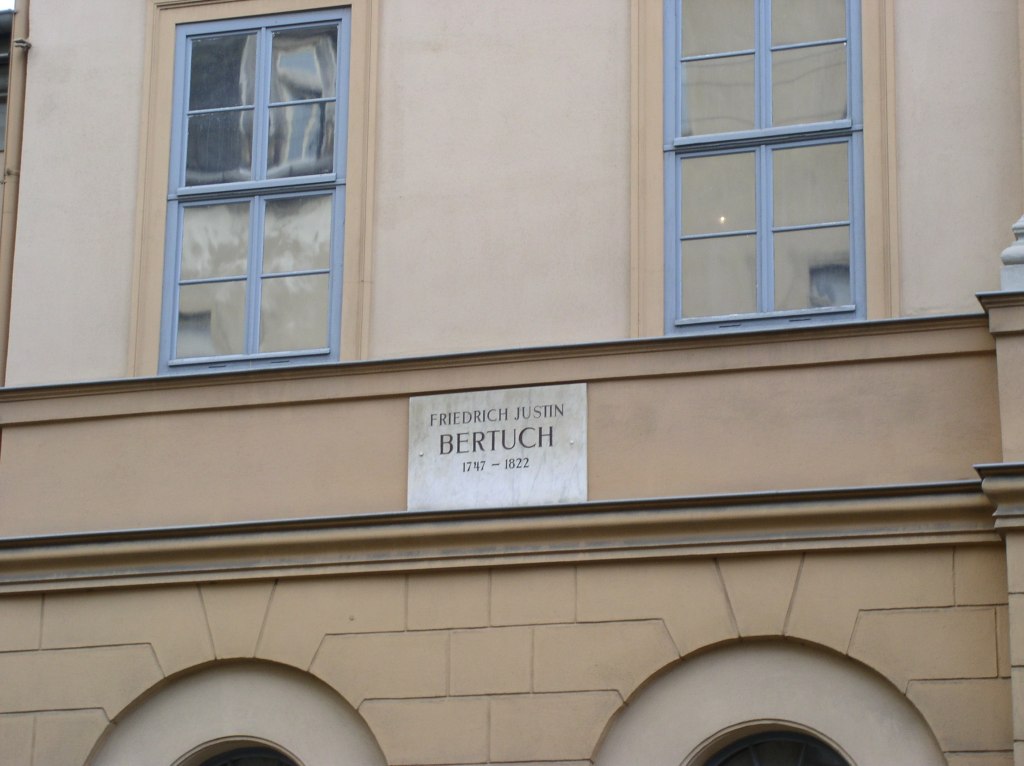 FRIEDRICH JUSTIN
BERTUCH
1747 – 1822